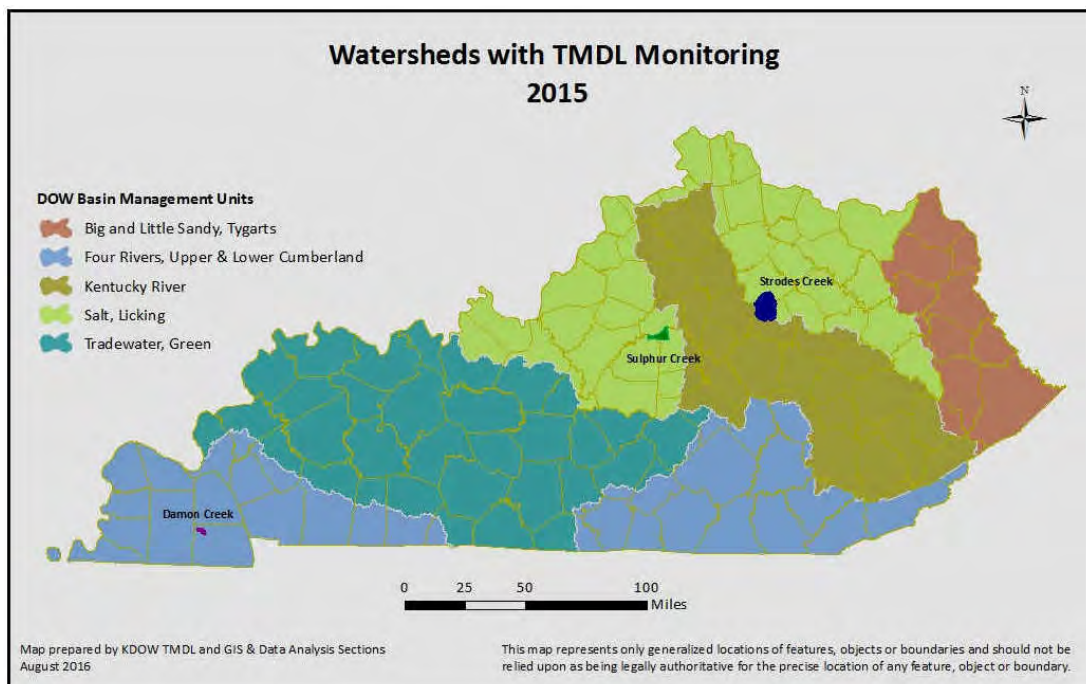 Watersheds with TMDL Monitoring
2015
N
DOW Basin Management Units
Big and Little Sandy, Tygarts
Four Rivers, Upper & Lower Cumberland
Kentucky River
Salt, Licking
Tradewater, Green
Strodes Creek
Sulphur Creek
Damon Creek
0 25 50 100
Miles
Map prepared by KDOW TMDL and GIS & Data Analysis Sections
August 2016
This map represents only generalized locations of features, objects or boundaries and should not be
relied upon as being legally authoritative for the precise location of any feature, object or boundary.